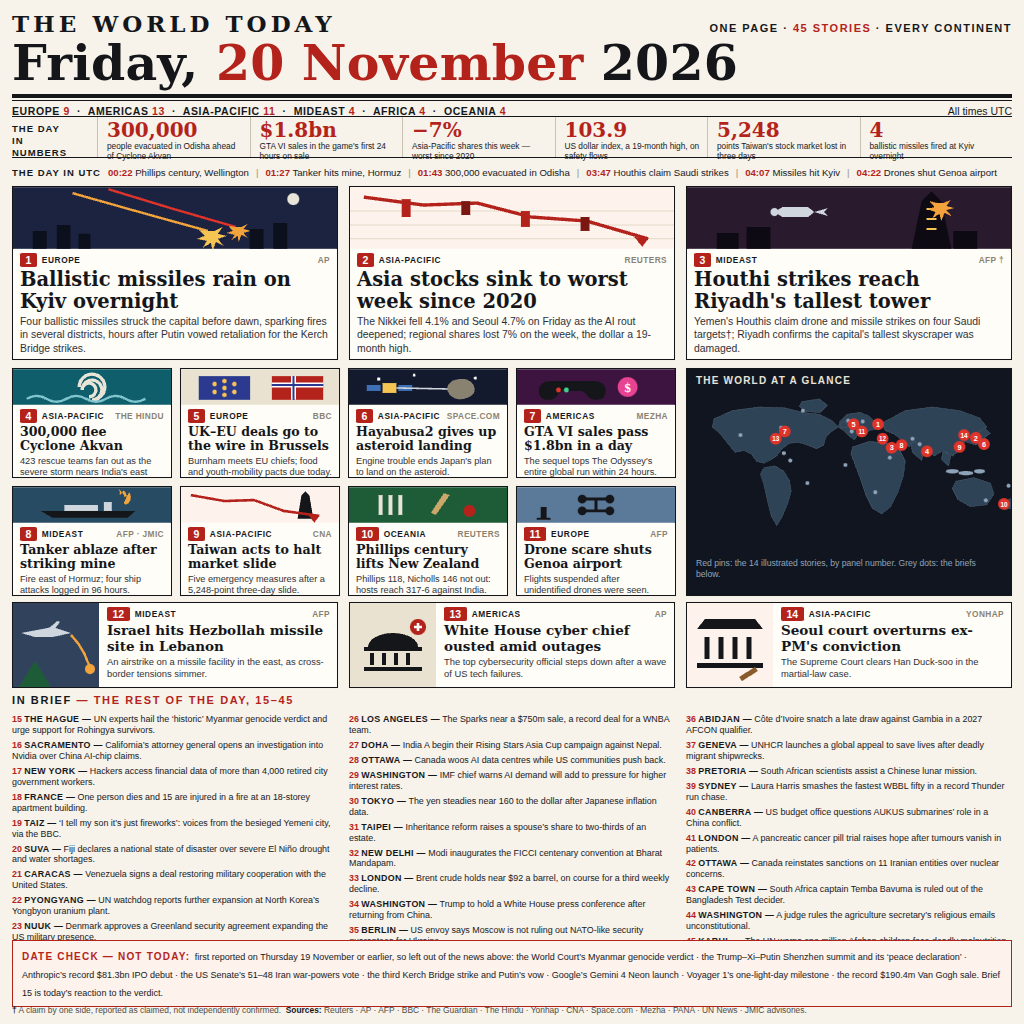 THE WORLD TODAY
ONE PAGE · 45 STORIES · EVERY CONTINENT
Friday, 20 November 2026
EUROPE 9 · AMERICAS 13 · ASIA-PACIFIC 11 · MIDEAST 4 · AFRICA 4 · OCEANIA 4
All times UTC
THE DAY
IN
NUMBERS
300,000
people evacuated in Odisha ahead
of Cyclone Akvan
$1.8bn
GTA VI sales in the game's first 24
hours on sale
−7%
Asia-Pacific shares this week —
worst since 2020
103.9
US dollar index, a 19-month high, on
safety flows
5,248
points Taiwan's stock market lost in
three days
4
ballistic missiles fired at Kyiv
overnight
THE DAY IN UTC 00:22 Phillips century, Wellington | 01:27 Tanker hits mine, Hormuz | 01:43 300,000 evacuated in Odisha | 03:47 Houthis claim Saudi strikes | 04:07 Missiles hit Kyiv | 04:22 Drones shut Genoa airport
1 EUROPE AP
Ballistic missiles rain on
Kyiv overnight
Four ballistic missiles struck the capital before dawn, sparking fires
in several districts, hours after Putin vowed retaliation for the Kerch
Bridge strikes.
2 ASIA-PACIFIC REUTERS
Asia stocks sink to worst
week since 2020
The Nikkei fell 4.1% and Seoul 4.7% on Friday as the AI rout
deepened; regional shares lost 7% on the week, the dollar a 19-
month high.
3 MIDEAST AFP †
Houthi strikes reach
Riyadh's tallest tower
Yemen's Houthis claim drone and missile strikes on four Saudi
targets†; Riyadh confirms the capital's tallest skyscraper was
damaged.
4 ASIA-PACIFIC THE HINDU
300,000 flee
Cyclone Akvan
423 rescue teams fan out as the
severe storm nears India's east
5 EUROPE BBC
UK–EU deals go to
the wire in Brussels
Burnham meets EU chiefs; food
and youth-mobility pacts due today.
6 ASIA-PACIFIC SPACE.COM
Hayabusa2 gives up
asteroid landing
Engine trouble ends Japan's plan
to land on the asteroid.
$
7 AMERICAS MEZHA
GTA VI sales pass
$1.8bn in a day
The sequel tops The Odyssey's
entire global run within 24 hours.
THE WORLD AT A GLANCE
5
11
1
7
13
12
3
8
4
14
2
6
9
10
Red pins: the 14 illustrated stories, by panel number. Grey dots: the briefs
below.
8 MIDEAST AFP · JMIC
Tanker ablaze after
striking mine
Fire east of Hormuz; four ship
attacks logged in 96 hours.
9 ASIA-PACIFIC CNA
Taiwan acts to halt
market slide
Five emergency measures after a
5,248-point three-day slide.
10 OCEANIA REUTERS
Phillips century
lifts New Zealand
Phillips 118, Nicholls 146 not out:
hosts reach 317-6 against India.
11 EUROPE AFP
Drone scare shuts
Genoa airport
Flights suspended after
unidentified drones were seen.
12 MIDEAST AFP
Israel hits Hezbollah missile
site in Lebanon
An airstrike on a missile facility in the east, as cross-
border tensions simmer.
13 AMERICAS AP
White House cyber chief
ousted amid outages
The top cybersecurity official steps down after a wave
of US tech failures.
14 ASIA-PACIFIC YONHAP
Seoul court overturns ex-
PM's conviction
The Supreme Court clears Han Duck-soo in the
martial-law case.
IN BRIEF — THE REST OF THE DAY, 15–45
15 THE HAGUE — UN experts hail the ‘historic’ Myanmar genocide verdict and
urge support for Rohingya survivors.
16 SACRAMENTO — California’s attorney general opens an investigation into
Nvidia over China AI-chip claims.
17 NEW YORK — Hackers access financial data of more than 4,000 retired city
government workers.
18 FRANCE — One person dies and 15 are injured in a fire at an 18-storey
apartment building.
19 TAIZ — ‘I tell my son it’s just fireworks’: voices from the besieged Yemeni city,
via the BBC.
20 SUVA — Fiji declares a national state of disaster over severe El Niño drought
and water shortages.
21 CARACAS — Venezuela signs a deal restoring military cooperation with the
United States.
22 PYONGYANG — UN watchdog reports further expansion at North Korea’s
Yongbyon uranium plant.
23 NUUK — Denmark approves a Greenland security agreement expanding the
US military presence.
26 LOS ANGELES — The Sparks near a $750m sale, a record deal for a WNBA
team.
27 DOHA — India A begin their Rising Stars Asia Cup campaign against Nepal.
28 OTTAWA — Canada woos AI data centres while US communities push back.
29 WASHINGTON — IMF chief warns AI demand will add to pressure for higher
interest rates.
30 TOKYO — The yen steadies near 160 to the dollar after Japanese inflation
data.
31 TAIPEI — Inheritance reform raises a spouse’s share to two-thirds of an
estate.
32 NEW DELHI — Modi inaugurates the FICCI centenary convention at Bharat
Mandapam.
33 LONDON — Brent crude holds near $92 a barrel, on course for a third weekly
decline.
34 WASHINGTON — Trump to hold a White House press conference after
returning from China.
35 BERLIN — US envoy says Moscow is not ruling out NATO-like security
36 ABIDJAN — Côte d’Ivoire snatch a late draw against Gambia in a 2027
AFCON qualifier.
37 GENEVA — UNHCR launches a global appeal to save lives after deadly
migrant shipwrecks.
38 PRETORIA — South African scientists assist a Chinese lunar mission.
39 SYDNEY — Laura Harris smashes the fastest WBBL fifty in a record Thunder
run chase.
40 CANBERRA — US budget office questions AUKUS submarines’ role in a
China conflict.
41 LONDON — A pancreatic cancer pill trial raises hope after tumours vanish in
patients.
42 OTTAWA — Canada reinstates sanctions on 11 Iranian entities over nuclear
concerns.
43 CAPE TOWN — South Africa captain Temba Bavuma is ruled out of the
Bangladesh Test decider.
44 WASHINGTON — A judge rules the agriculture secretary’s religious emails
unconstitutional.
DATE CHECK — NOT TODAY: first reported on Thursday 19 November or earlier, so left out of the news above: the World Court’s Myanmar genocide verdict · the Trump–Xi–Putin Shenzhen summit and its ‘peace declaration’ ·
Anthropic’s record $81.3bn IPO debut · the US Senate’s 51–48 Iran war-powers vote · the third Kerch Bridge strike and Putin’s vow · Google’s Gemini 4 Neon launch · Voyager 1’s one-light-day milestone · the record $190.4m Van Gogh sale. Brief
15 is today’s reaction to the verdict.
† A claim by one side, reported as claimed, not independently confirmed. Sources: Reuters · AP · AFP · BBC · The Guardian · The Hindu · Yonhap · CNA · Space.com · Mezha · PANA · UN News · JMIC advisories.